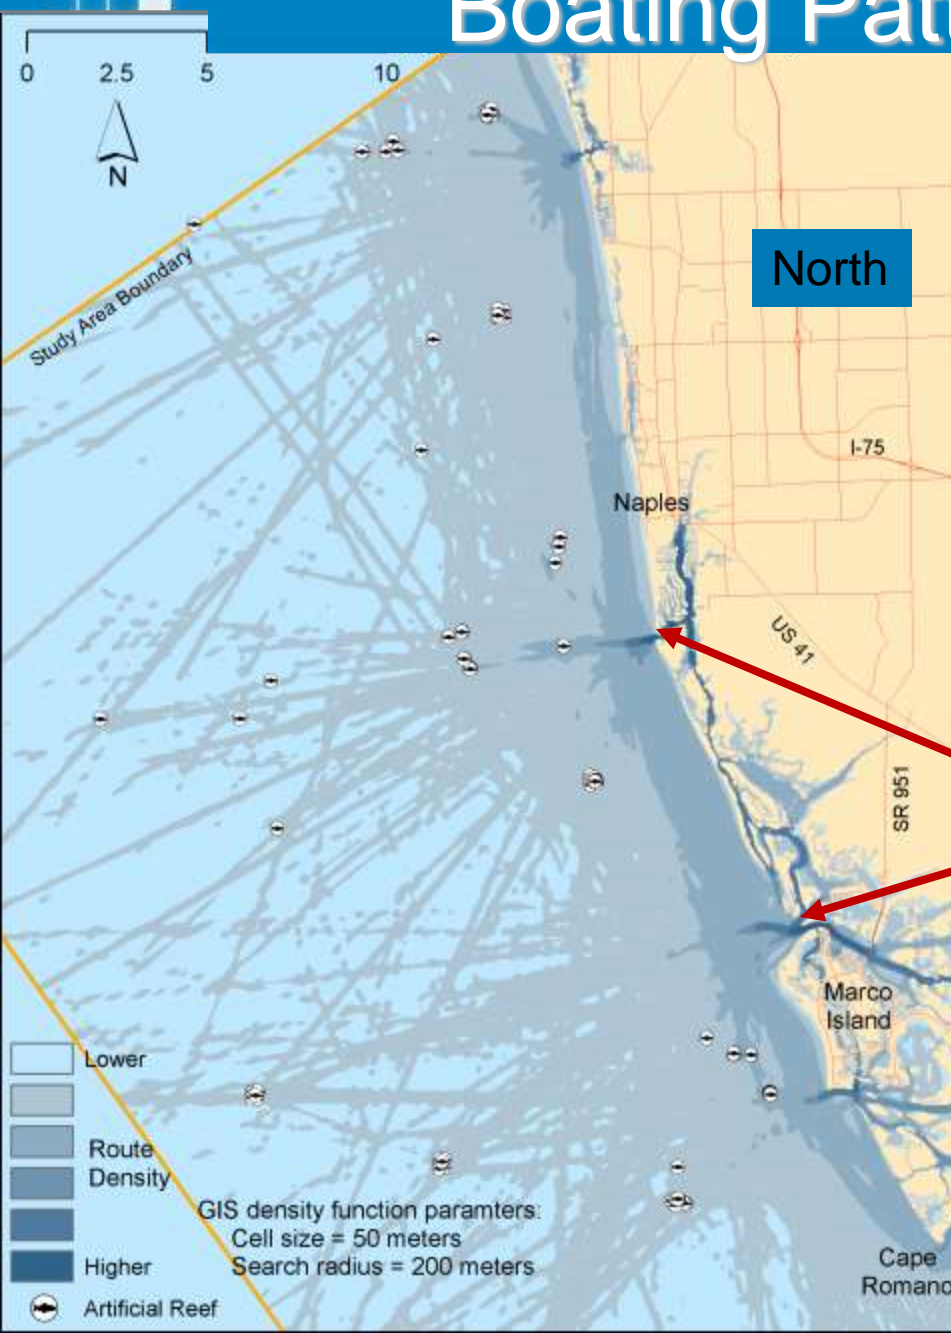 Boating
0 2.5 5 10
N
Study Area Boundary
North
I-75
Naples
US 41
SR 951
Marco
Island
Lower
Route
Density
GIS density function paramters:
Cell size = 50 meters
Search radius = 200 meters
Higher
Artificial Reef
Cape
Romano